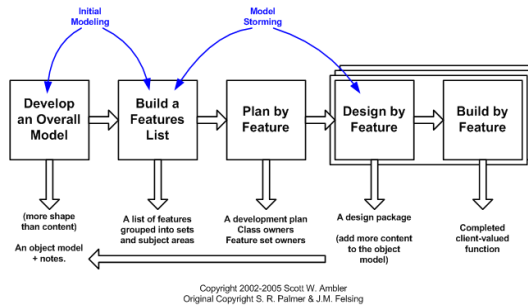 Initial
Modeling
Model
Storming
Develop
an Overall
Model
Build a
Features
List
Plan by
Feature
Design by
Feature
Build by
Feature
(more shape
than content)
An object model
+ notes.
A list of features
grouped into sets
and subject areas
A development plan
Class owners
Feature set owners
A design package
(add more content
to the object
model)
Completed
client-valued
function
Copyright 2002-2005 Scott W. Ambler
Original Copyright S. R. Palmer & J.M. Felsing